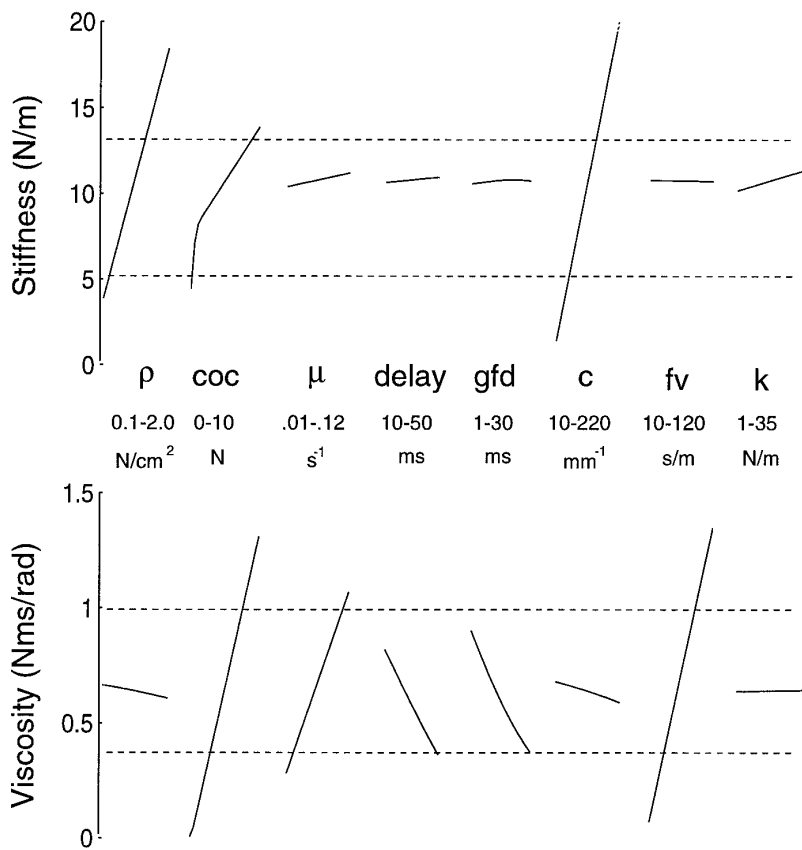 Stiffness (N/m)
20
15
10
5
0
ρ coc μ delay gfd c fv k
0.1-2.0 0-10 .01-.12 10-50 1-30 10-220 10-120 1-35
N/cm² N s⁻¹ ms ms mm⁻¹ s/m N/m
Viscosity (Nms/rad)
1.5
1
0.5
0